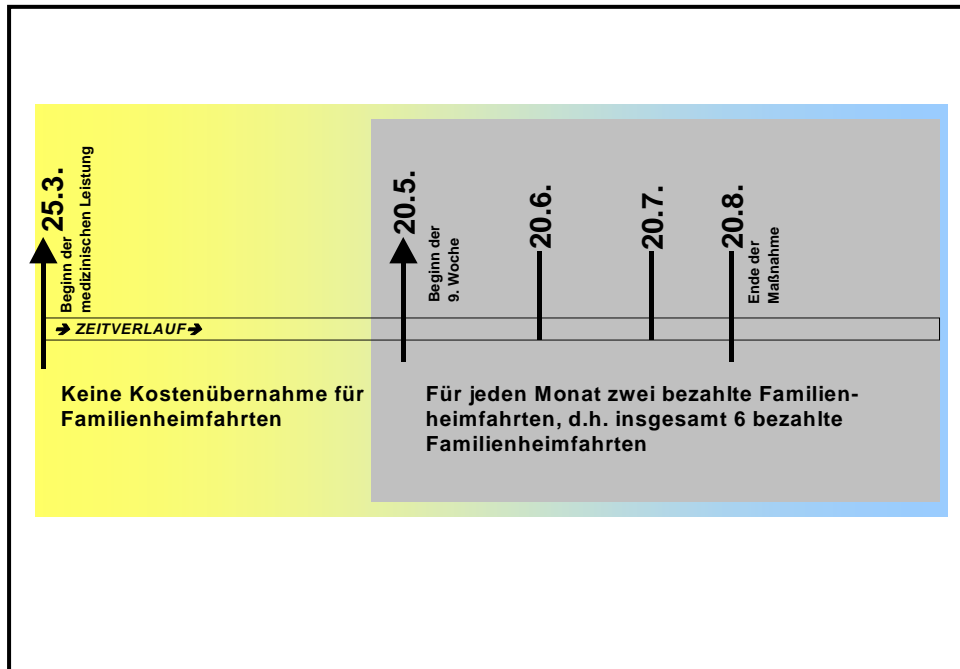 25.3.
Beginn der
medizinischen Leistung
20.5.
Beginn der
9. Woche
20.6.
20.7.
20.8.
Ende der
Maßnahme
ZEITVERLAUF
Keine Kostenübernahme für
Familienheimfahrten
Für jeden Monat zwei bezahlte Familien-
heimfahrten, d.h. insgesamt 6 bezahlte
Familienheimfahrten